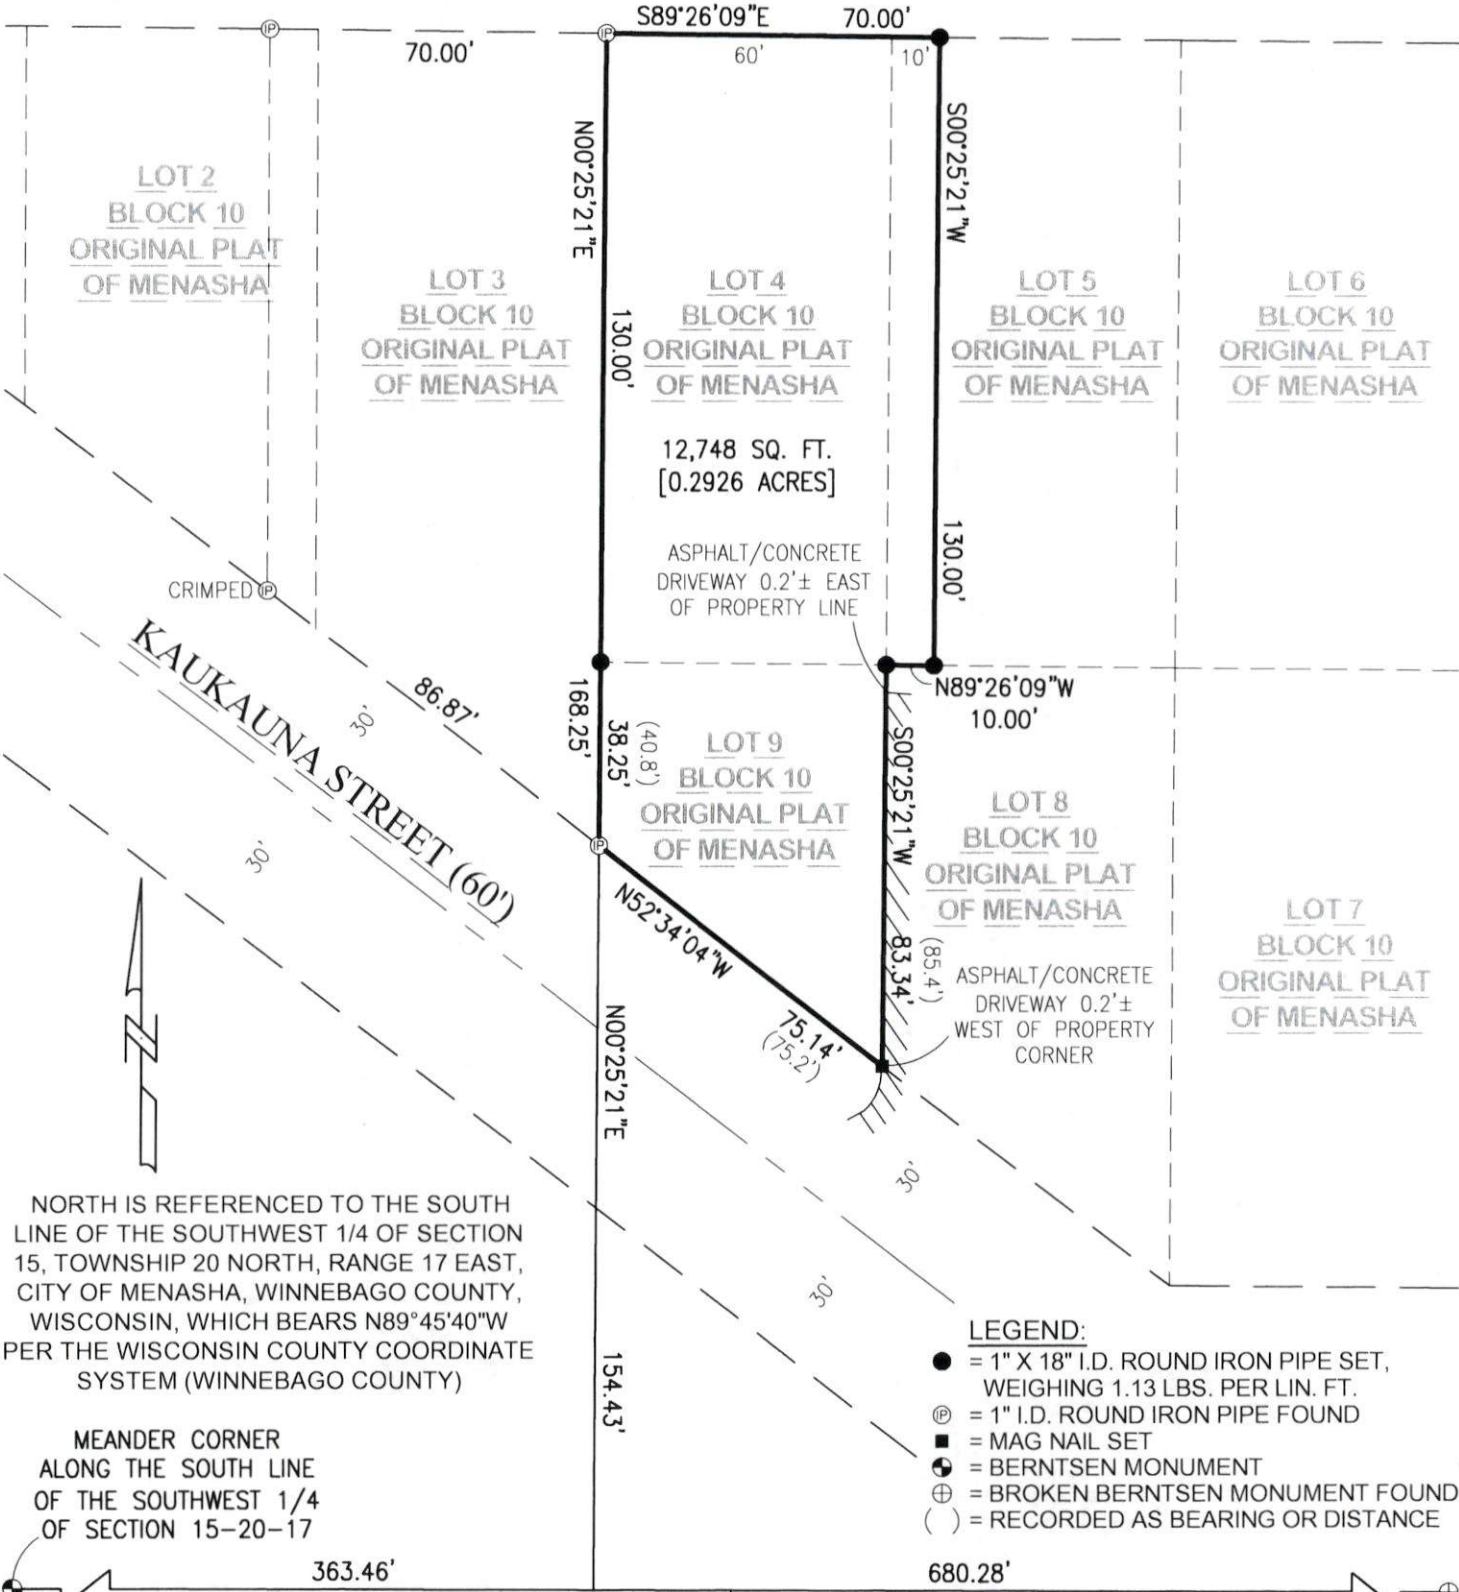 S89°26'09"E 70.00'
70.00'
60'
10'
N00°25'21"E
S00°25'21"W
LOT 2
BLOCK 10
ORIGINAL PLAT
OF MENASHA
LOT 3
BLOCK 10
ORIGINAL PLAT
OF MENASHA
130.00'
LOT 4
BLOCK 10
ORIGINAL PLAT
OF MENASHA
LOT 5
BLOCK 10
ORIGINAL PLAT
OF MENASHA
LOT 6
BLOCK 10
ORIGINAL PLAT
OF MENASHA
12,748 SQ. FT.
[0.2926 ACRES]
130.00'
ASPHALT/CONCRETE
DRIVEWAY 0.2'± EAST
OF PROPERTY LINE
CRIMPED
IP
IP
IP
IP
KAUKAUNA STREET (60')
86.87'
30'
30'
168.25'
38.25'
(40.8')
N89°26'09"W
10.00'
LOT 9
BLOCK 10
ORIGINAL PLAT
OF MENASHA
S00°25'21"W
LOT 8
BLOCK 10
ORIGINAL PLAT
OF MENASHA
83.34'
(85.4')
LOT 7
BLOCK 10
ORIGINAL PLAT
OF MENASHA
N52°34'04"W
75.14'
(75.2')
ASPHALT/CONCRETE
DRIVEWAY 0.2'±
WEST OF PROPERTY
CORNER
N00°25'21"E
30'
30'
154.43'
N
NORTH IS REFERENCED TO THE SOUTH
LINE OF THE SOUTHWEST 1/4 OF SECTION
15, TOWNSHIP 20 NORTH, RANGE 17 EAST,
CITY OF MENASHA, WINNEBAGO COUNTY,
WISCONSIN, WHICH BEARS N89°45'40"W
PER THE WISCONSIN COUNTY COORDINATE
SYSTEM (WINNEBAGO COUNTY)
MEANDER CORNER
ALONG THE SOUTH LINE
OF THE SOUTHWEST 1/4
OF SECTION 15-20-17
LEGEND:
= 1" X 18" I.D. ROUND IRON PIPE SET,
WEIGHING 1.13 LBS. PER LIN. FT.
IP = 1" I.D. ROUND IRON PIPE FOUND
= MAG NAIL SET
= BERNTSEN MONUMENT
= BROKEN BERNTSEN MONUMENT FOUND
( ) = RECORDED AS BEARING OR DISTANCE
363.46'
680.28'